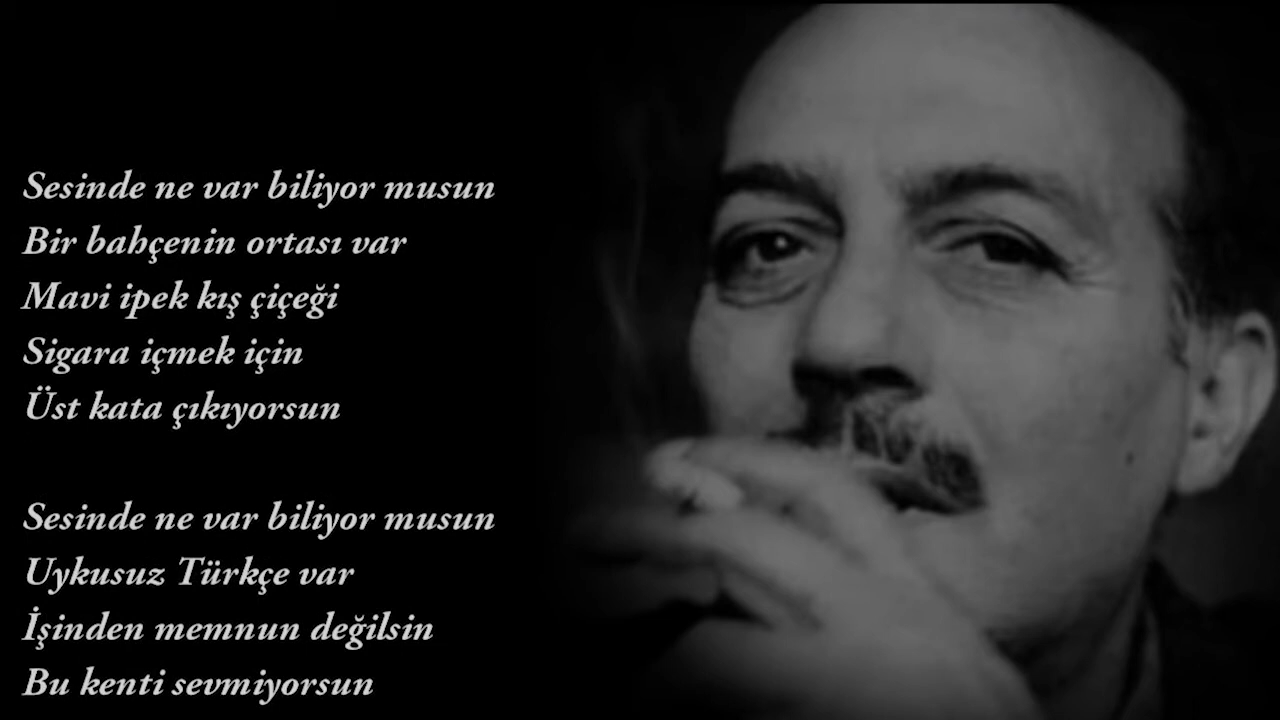 Sesinde ne var biliyor musun
Bir bahçenin ortası var
Mavi ipek kış çiçeği
Sigara içmek için
Üst kata çıkıyorsun
Sesinde ne var biliyor musun
Uykusuz Türkçe var
İşinden memnun değilsin
Bu kenti sevmiyorsun